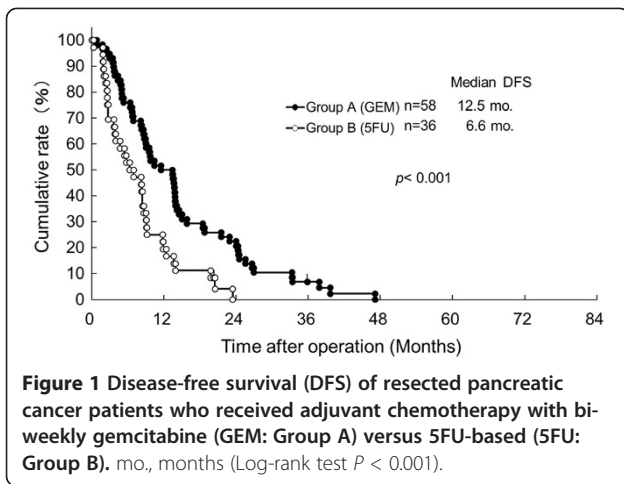 100
90
80
70
60
50
40
30
20
10
0
Cumulative rate (%)
Median DFS
Group A (GEM) n=58 12.5 mo.
Group B (5FU) n=36 6.6 mo.
p< 0.001
0 12 24 36 48 60 72 84
Time after operation (Months)
Figure 1 Disease-free survival (DFS) of resected pancreatic
cancer patients who received adjuvant chemotherapy with bi-
weekly gemcitabine (GEM: Group A) versus 5FU-based (5FU:
Group B). mo., months (Log-rank test P < 0.001).